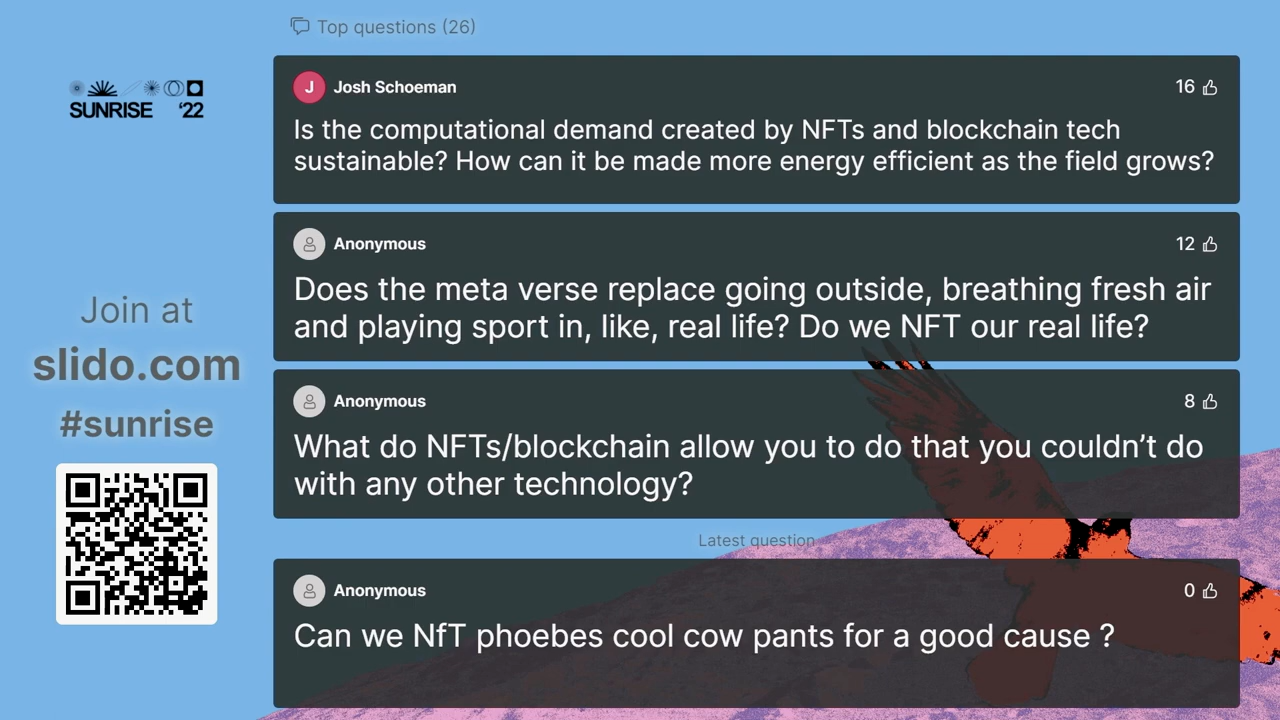 Top questions (26)
SUNRISE '22
J
Josh Schoeman
16
Is the computational demand created by NFTs and blockchain tech
sustainable? How can it be made more energy efficient as the field grows?
Anonymous
12
Does the meta verse replace going outside, breathing fresh air
and playing sport in, like, real life? Do we NFT our real life?
Join at
slido.com
#sunrise
Anonymous
8
What do NFTs/blockchain allow you to do that you couldn’t do
with any other technology?
Latest question
Anonymous
0
Can we NfT phoebes cool cow pants for a good cause ?